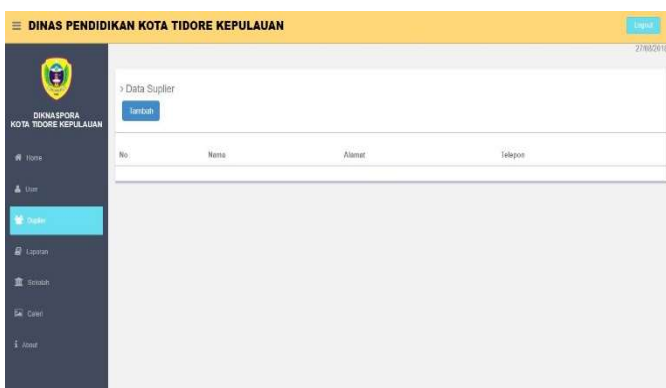 DINAS PENDIDIKAN KOTA TIDORE KEPULAUAN
Logout
DIKNASPORA
KOTA TIDORE KEPULAUAN
Home
User
Suplier
Laporan
Sekolah
Galeri
About
› Data Suplier
Tambah
No Nama Alamat Telepon